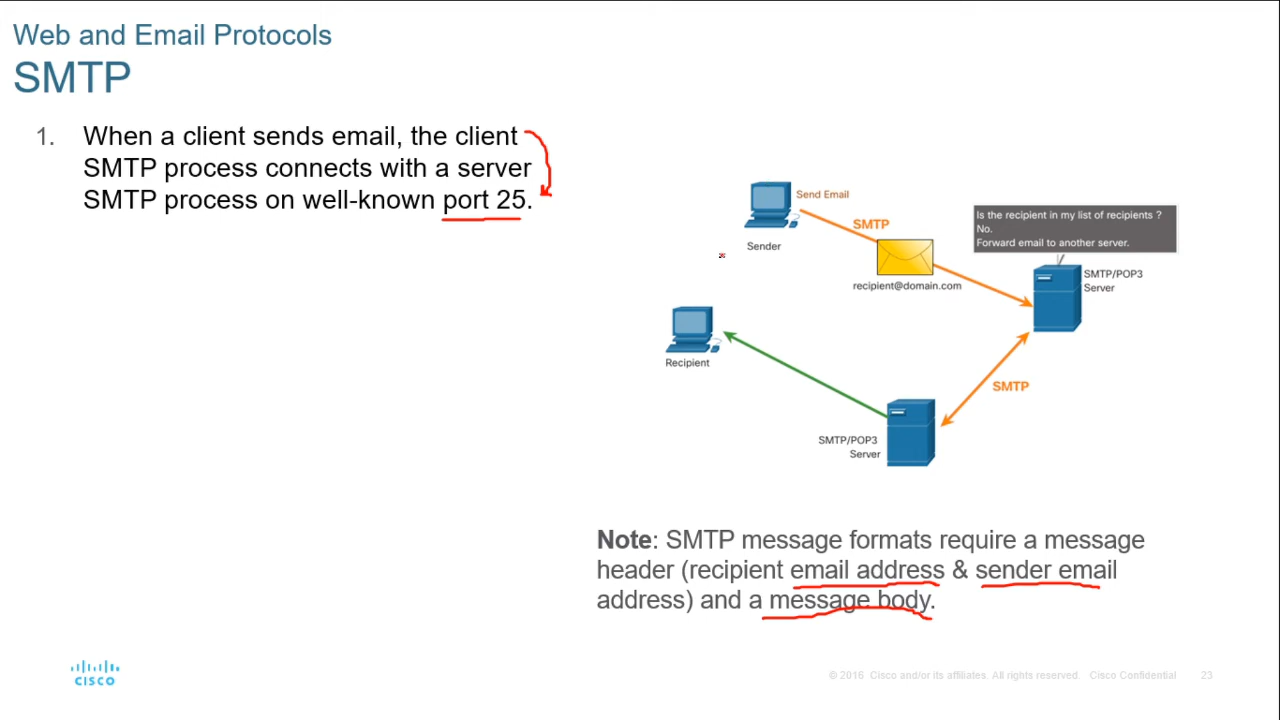 Web and Email Protocols
SMTP
1. When a client sends email, the client
SMTP process connects with a server
SMTP process on well-known port 25.
Send Email
SMTP
Sender
recipient@domain.com
Is the recipient in my list of recipients ?
No.
Forward email to another server.
SMTP/POP3
Server
Recipient
SMTP
SMTP/POP3
Server
Note: SMTP message formats require a message
header (recipient email address & sender email
address) and a message body.
CISCO
© 2016 Cisco and/or its affiliates. All rights reserved. Cisco Confidential 23